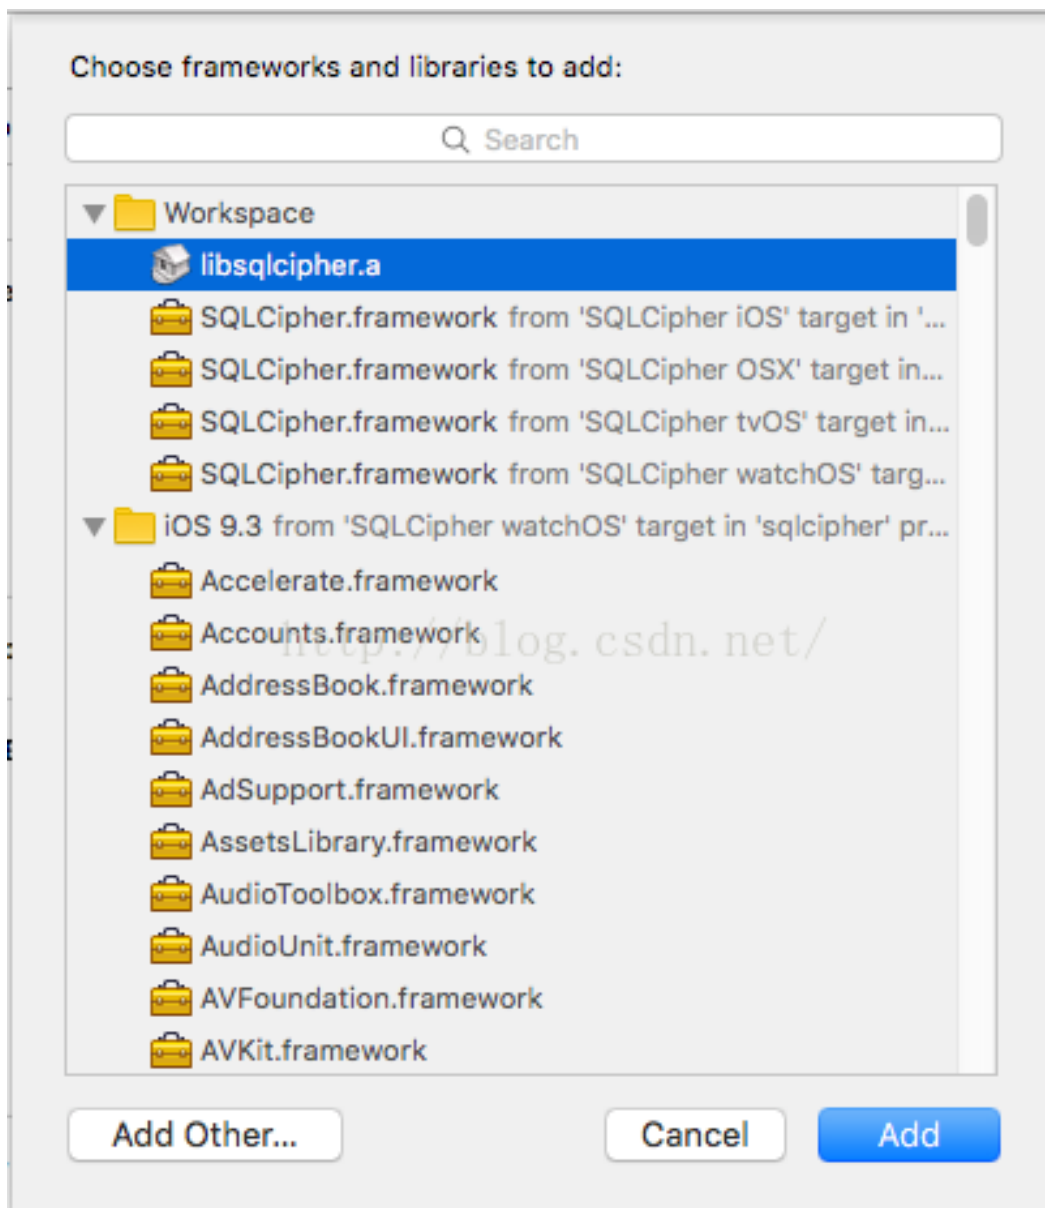 Choose frameworks and libraries to add:
Search
Workspace
libsqlcipher.a
SQLCipher.framework from 'SQLCipher iOS' target in '...
SQLCipher.framework from 'SQLCipher OSX' target in...
SQLCipher.framework from 'SQLCipher tvOS' target in...
SQLCipher.framework from 'SQLCipher watchOS' targ...
iOS 9.3 from 'SQLCipher watchOS' target in 'sqlcipher' pr...
Accelerate.framework
Accounts.framework
http://blog.csdn.net/
AddressBook.framework
AddressBookUI.framework
AdSupport.framework
AssetsLibrary.framework
AudioToolbox.framework
AudioUnit.framework
AVFoundation.framework
AVKit.framework
Add Other...
Cancel
Add